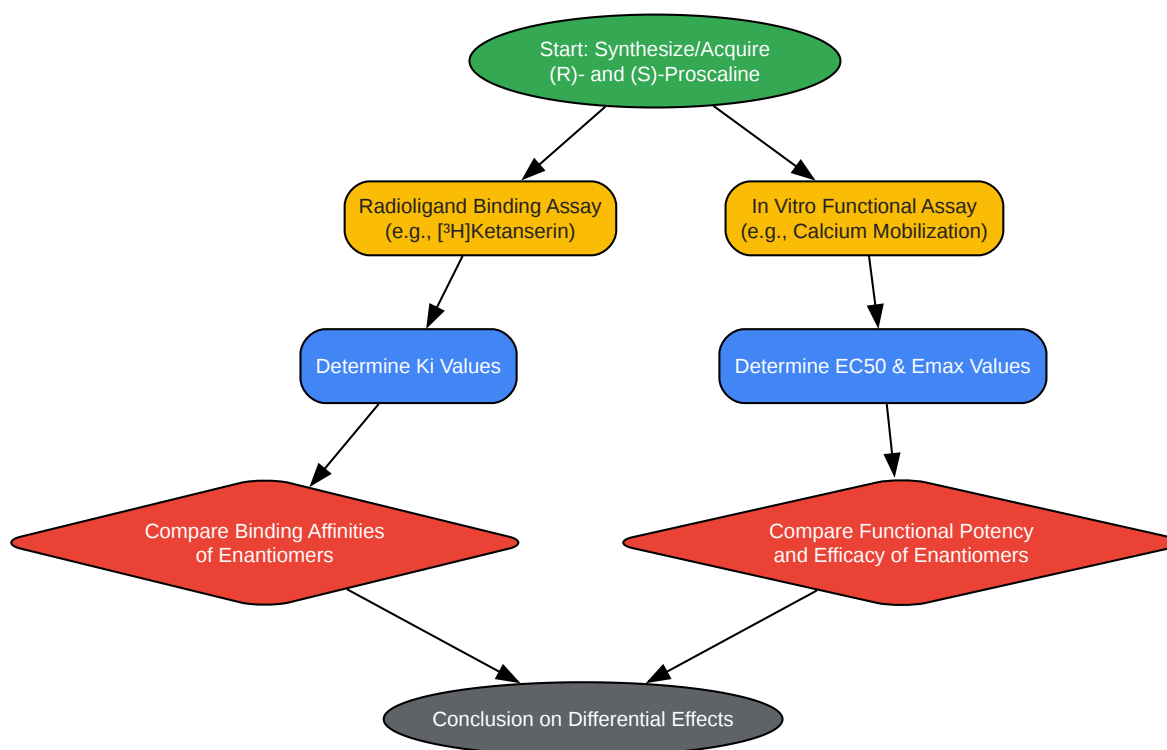 Start: Synthesize/Acquire
(R)- and (S)-Proscaline
Radioligand Binding Assay
(e.g., [³H]Ketanserin)
In Vitro Functional Assay
(e.g., Calcium Mobilization)
Determine Ki Values
Determine EC50 & Emax Values
Compare Binding Affinities
of Enantiomers
Compare Functional Potency
and Efficacy of Enantiomers
Conclusion on Differential Effects